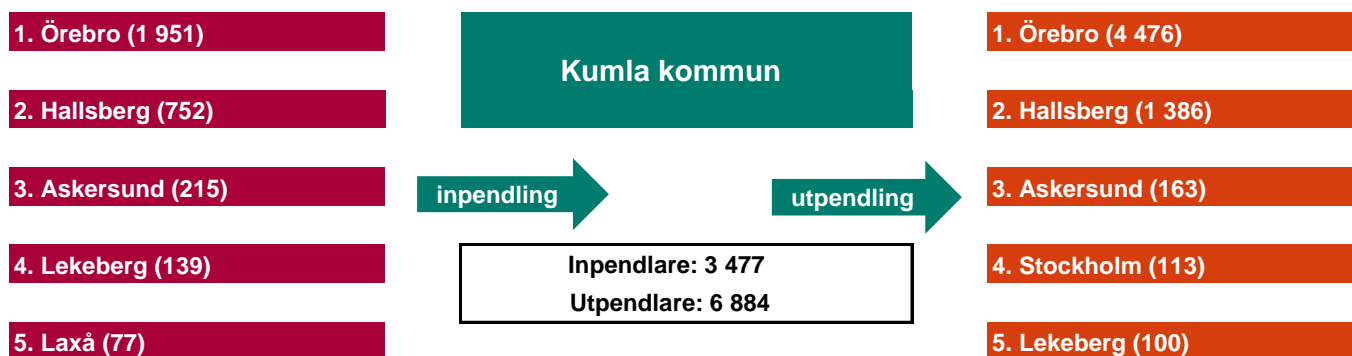 1. Örebro (1 951)
2. Hallsberg (752)
3. Askersund (215)
4. Lekeberg (139)
5. Laxå (77)
Kumla kommun
inpendling
utpendling
Inpendlare: 3 477
Utpendlare: 6 884
1. Örebro (4 476)
2. Hallsberg (1 386)
3. Askersund (163)
4. Stockholm (113)
5. Lekeberg (100)